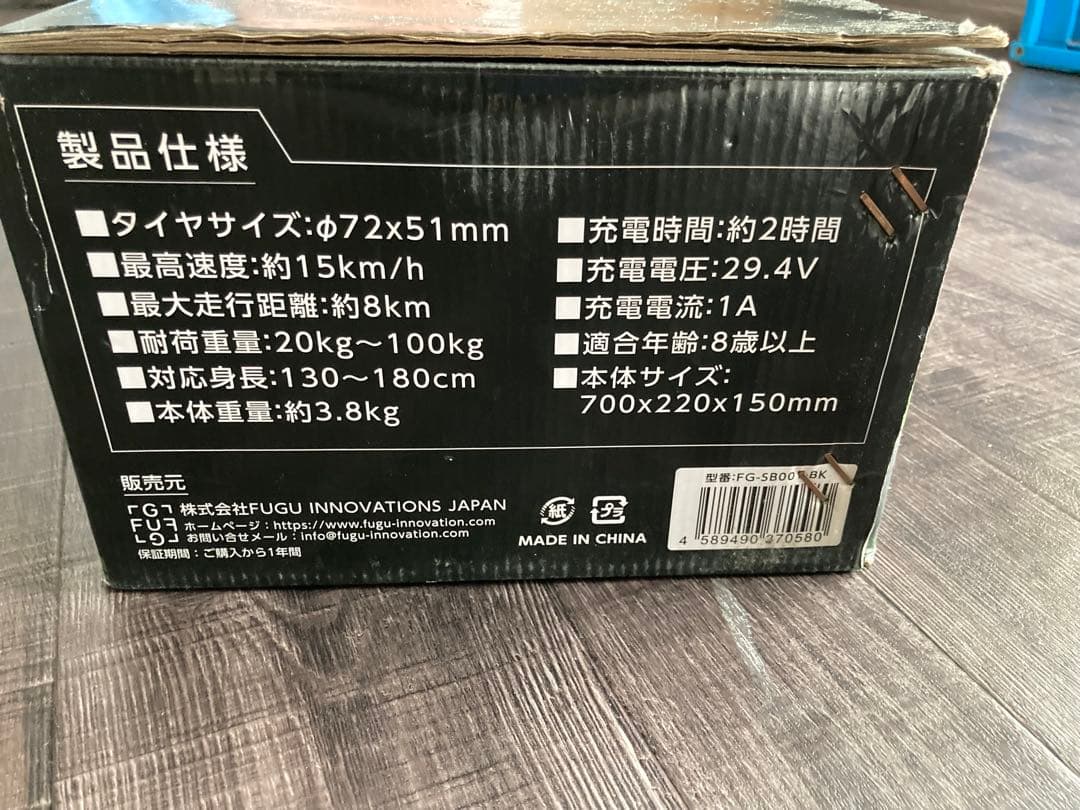 製品仕様
■タイヤサイズ:φ72x51mm
■最高速度:約15km/h
■最大走行距離:約8km
■耐荷重量:20kg〜100kg
■対応身長:130〜180cm
■本体重量:約3.8kg
■充電時間:約2時間
■充電電圧:29.4V
■充電電流:1A
■適合年齢:8歳以上
■本体サイズ:
700x220x150mm
販売元
FUGU
株式会社FUGU INNOVATIONS JAPAN
ホームページ:https://www.fugu-innovation.com
お問い合せメール:info@fugu-innovation.com
保証期間:ご購入から1年間
紙
プラ
MADE IN CHINA
型番:
4 589490 370580